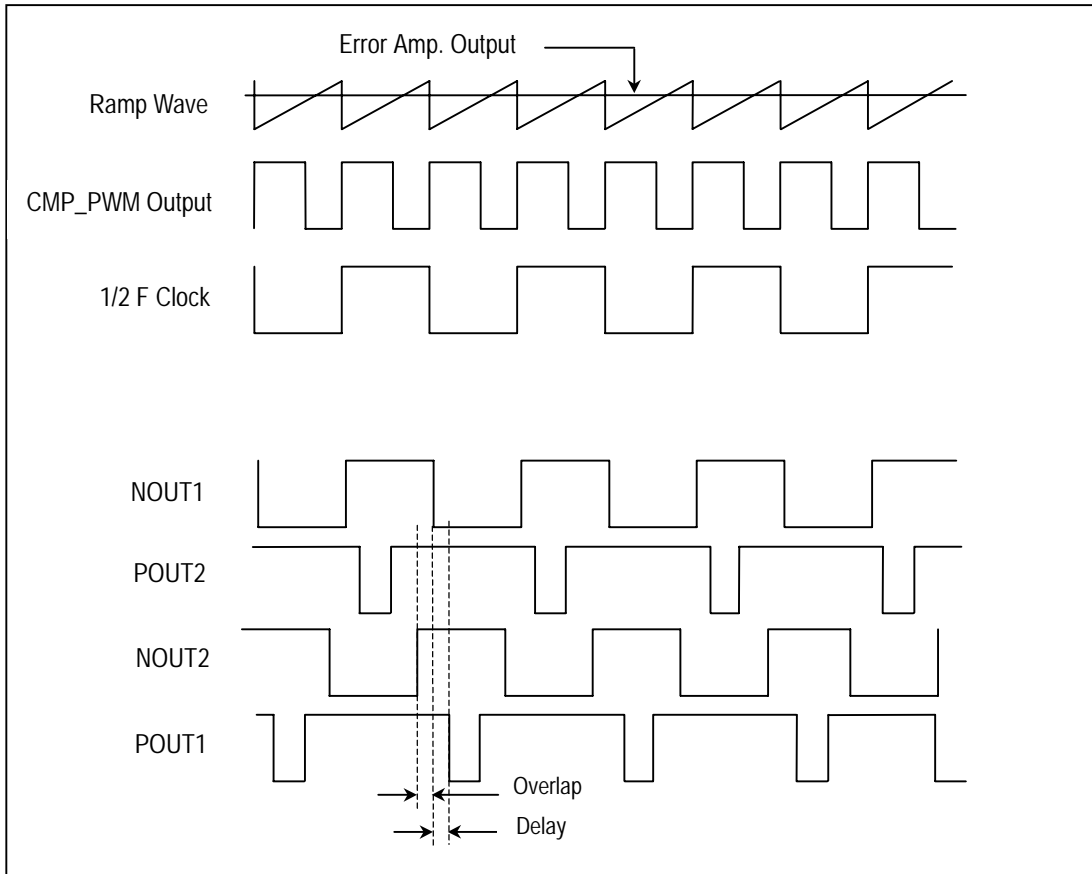 Error Amp. Output
Ramp Wave
CMP_PWM Output
1/2 F Clock
NOUT1
POUT2
NOUT2
POUT1
Overlap
Delay